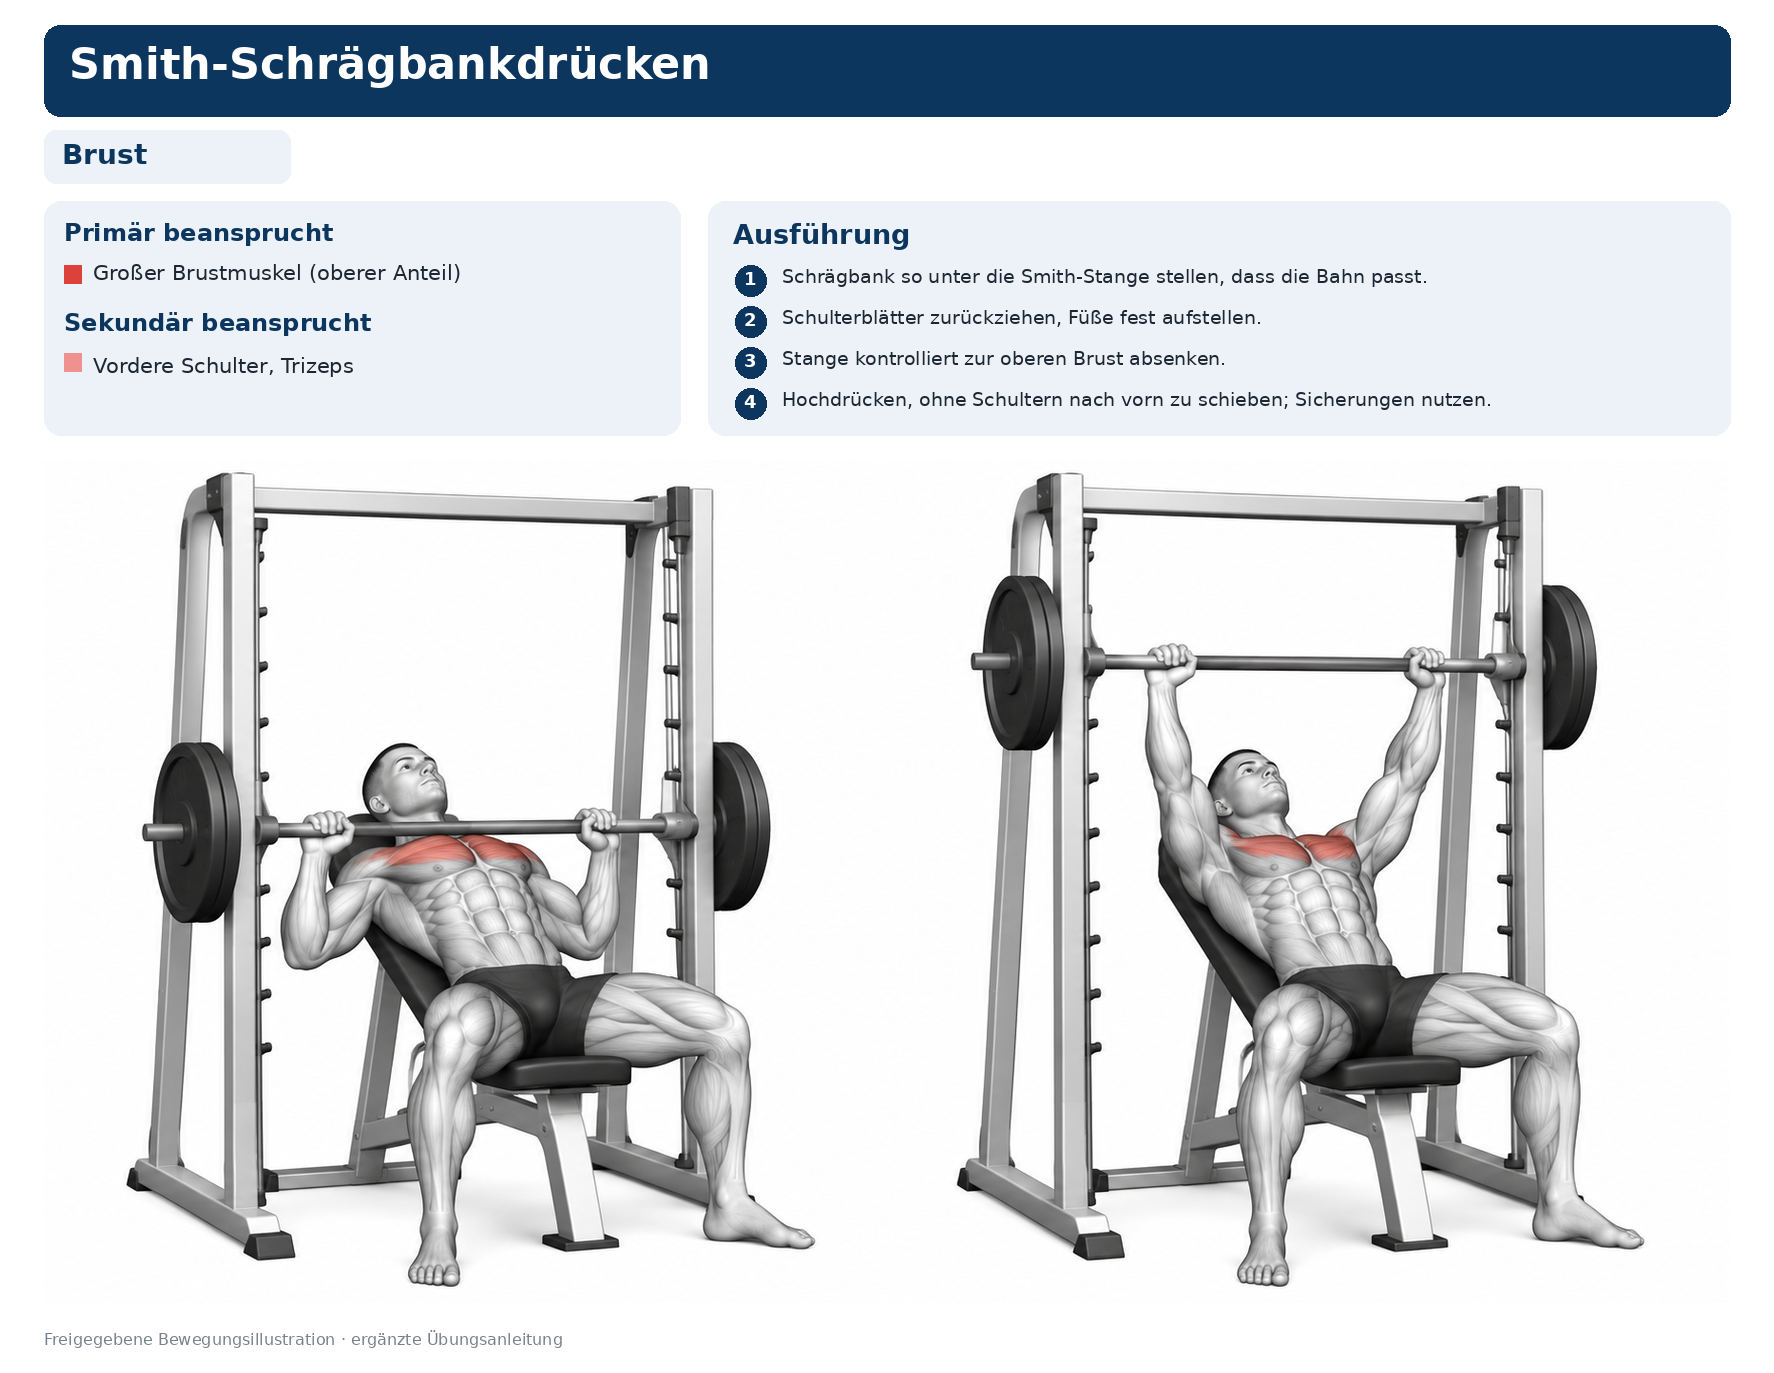 Smith-Schrägbankdrücken
Brust
Primär beansprucht
Großer Brustmuskel (oberer Anteil)
Sekundär beansprucht
Vordere Schulter, Trizeps
Ausführung
1 Schrägbank so unter die Smith-Stange stellen, dass die Bahn passt.
2 Schulterblätter zurückziehen, Füße fest aufstellen.
3 Stange kontrolliert zur oberen Brust absenken.
4 Hochdrücken, ohne Schultern nach vorn zu schieben; Sicherungen nutzen.
Freigegebene Bewegungsillustration · ergänzte Übungsanleitung